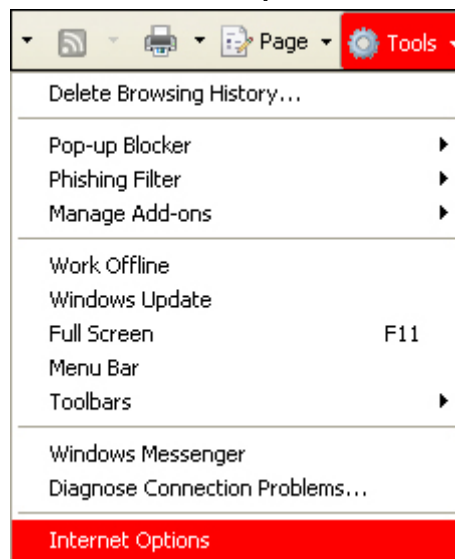 Page Tools
Delete Browsing History...
Pop-up Blocker
Phishing Filter
Manage Add-ons
Work Offline
Windows Update
Full Screen F11
Menu Bar
Toolbars
Windows Messenger
Diagnose Connection Problems...
Internet Options